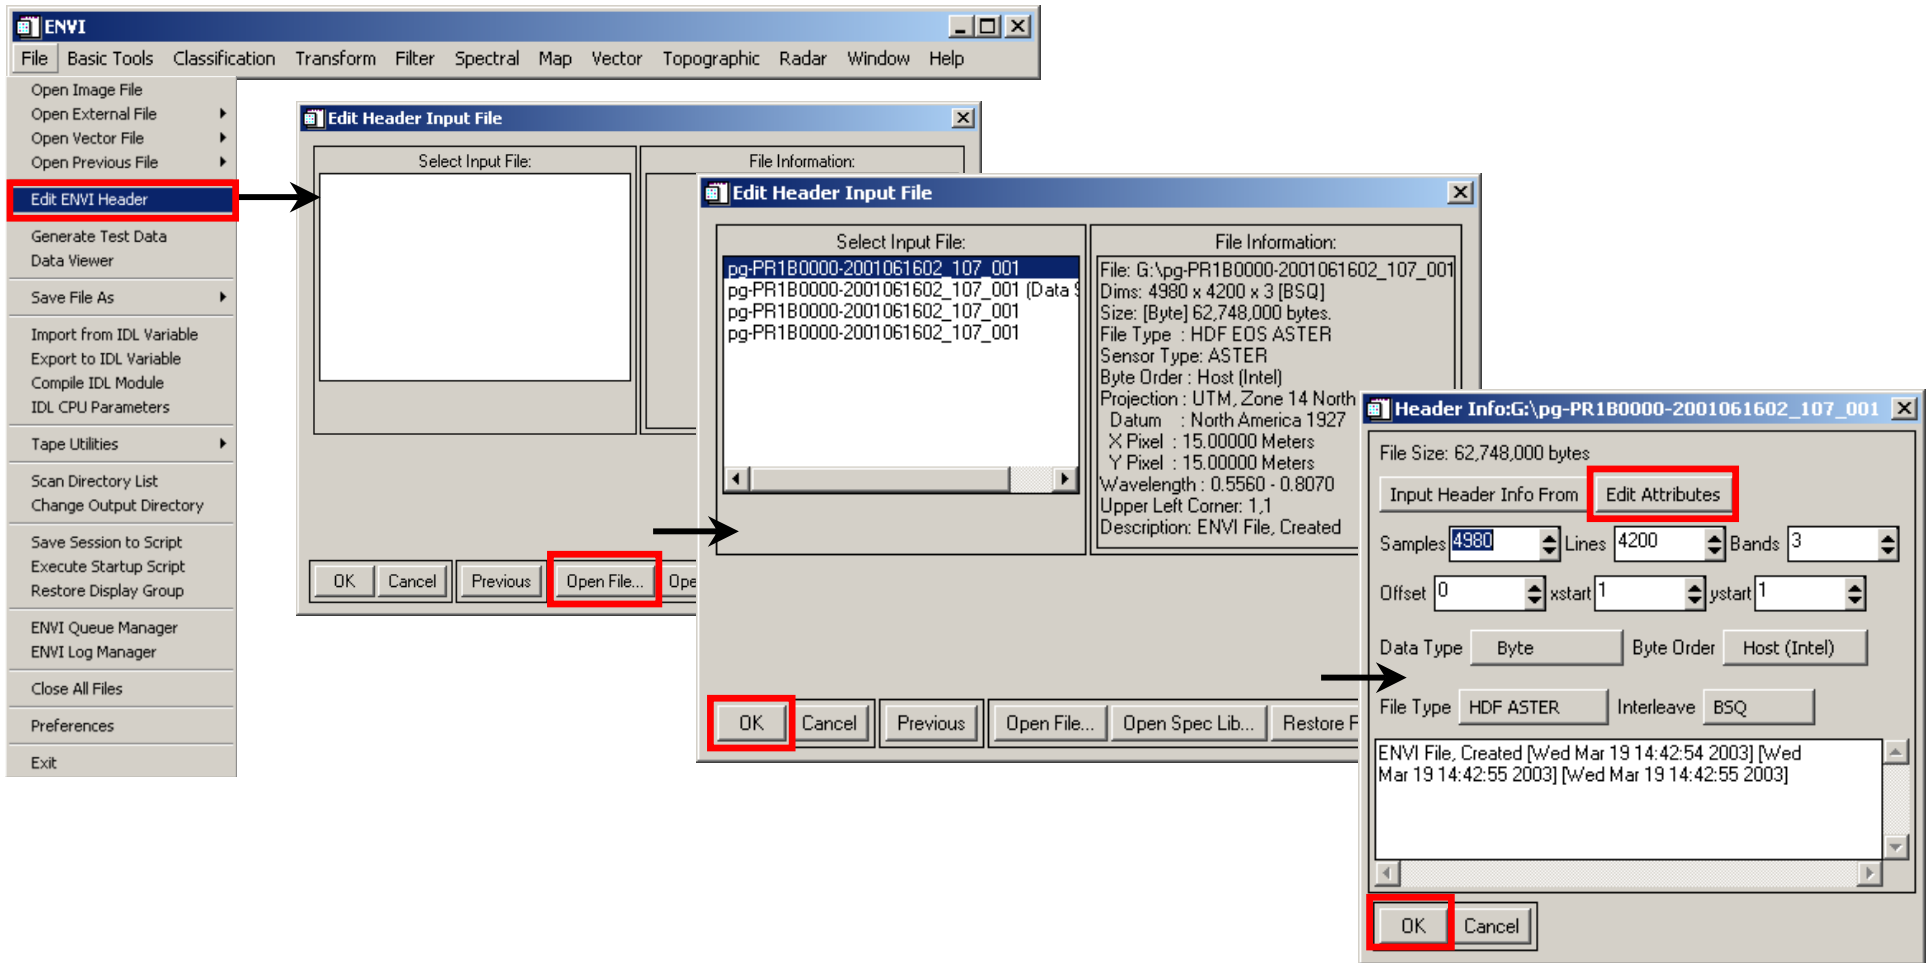 ENVI
File Basic Tools Classification Transform Filter Spectral Map Vector Topographic Radar Window Help
Open Image File
Open External File
Open Vector File
Open Previous File
Edit ENVI Header
Generate Test Data
Data Viewer
Save File As
Import from IDL Variable
Export to IDL Variable
Compile IDL Module
IDL CPU Parameters
Tape Utilities
Scan Directory List
Change Output Directory
Save Session to Script
Execute Startup Script
Restore Display Group
ENVI Queue Manager
ENVI Log Manager
Close All Files
Preferences
Exit
Edit Header Input File
Select Input File:
File Information:
OK Cancel Previous Open File... Ope
Edit Header Input File
Select Input File:
pg-PR1B0000-2001061602_107_001
pg-PR1B0000-2001061602_107_001 (Data S
pg-PR1B0000-2001061602_107_001
pg-PR1B0000-2001061602_107_001
File Information:
File: G:\pg-PR1B0000-2001061602_107_001
Dims: 4980 x 4200 x 3 [BSQ]
Size: [Byte] 62,748,000 bytes.
File Type : HDF EOS ASTER
Sensor Type: ASTER
Byte Order : Host (Intel)
Projection : UTM, Zone 14 North
Datum : North America 1927
X Pixel : 15.00000 Meters
Y Pixel : 15.00000 Meters
Wavelength : 0.5560 - 0.8070
Upper Left Corner: 1,1
Description: ENVI File, Created
OK Cancel Previous Open File... Open Spec Lib... Restore F
Header Info:G:\pg-PR1B0000-2001061602_107_001
File Size: 62,748,000 bytes
Input Header Info From Edit Attributes
Samples 4980 Lines 4200 Bands 3
Offset 0 xstart 1 ystart 1
Data Type Byte Byte Order Host (Intel)
File Type HDF ASTER Interleave BSQ
ENVI File, Created [Wed Mar 19 14:42:54 2003] [Wed
Mar 19 14:42:55 2003] [Wed Mar 19 14:42:55 2003]
OK Cancel